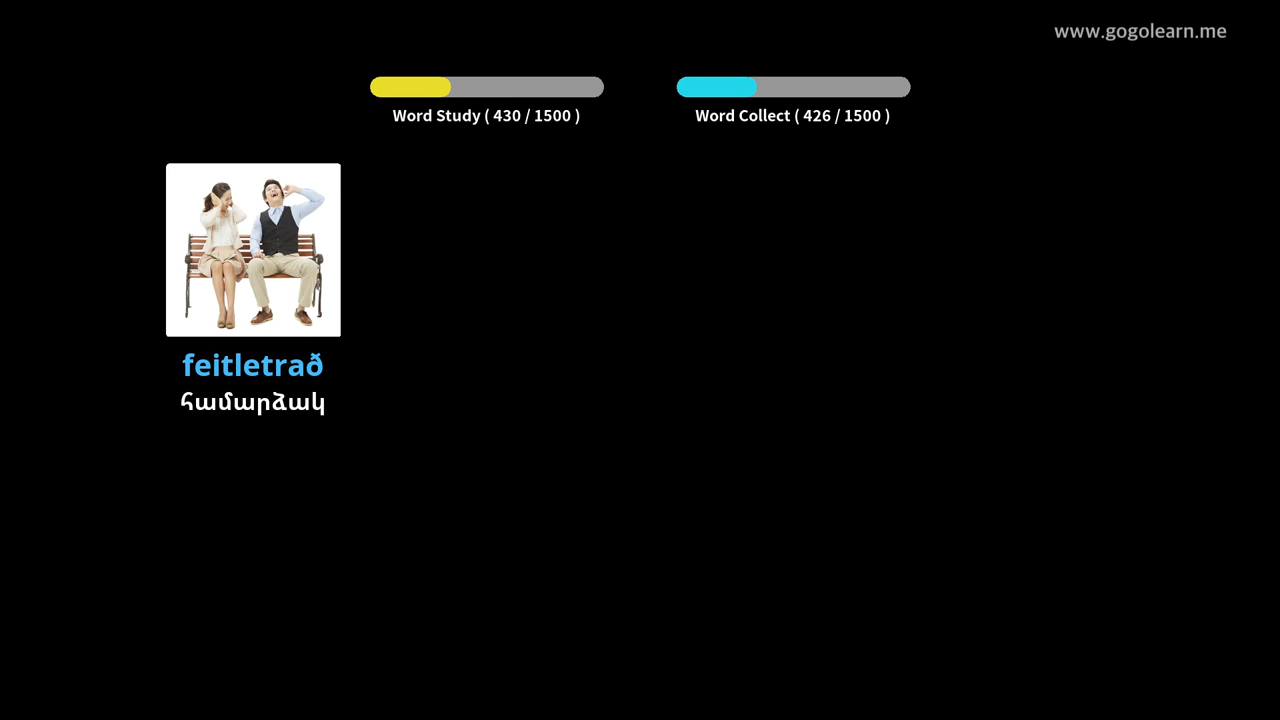 www.gogolearn.me
Word Study ( 430 / 1500 )
Word Collect ( 426 / 1500 )
feitletrað
համարձակ